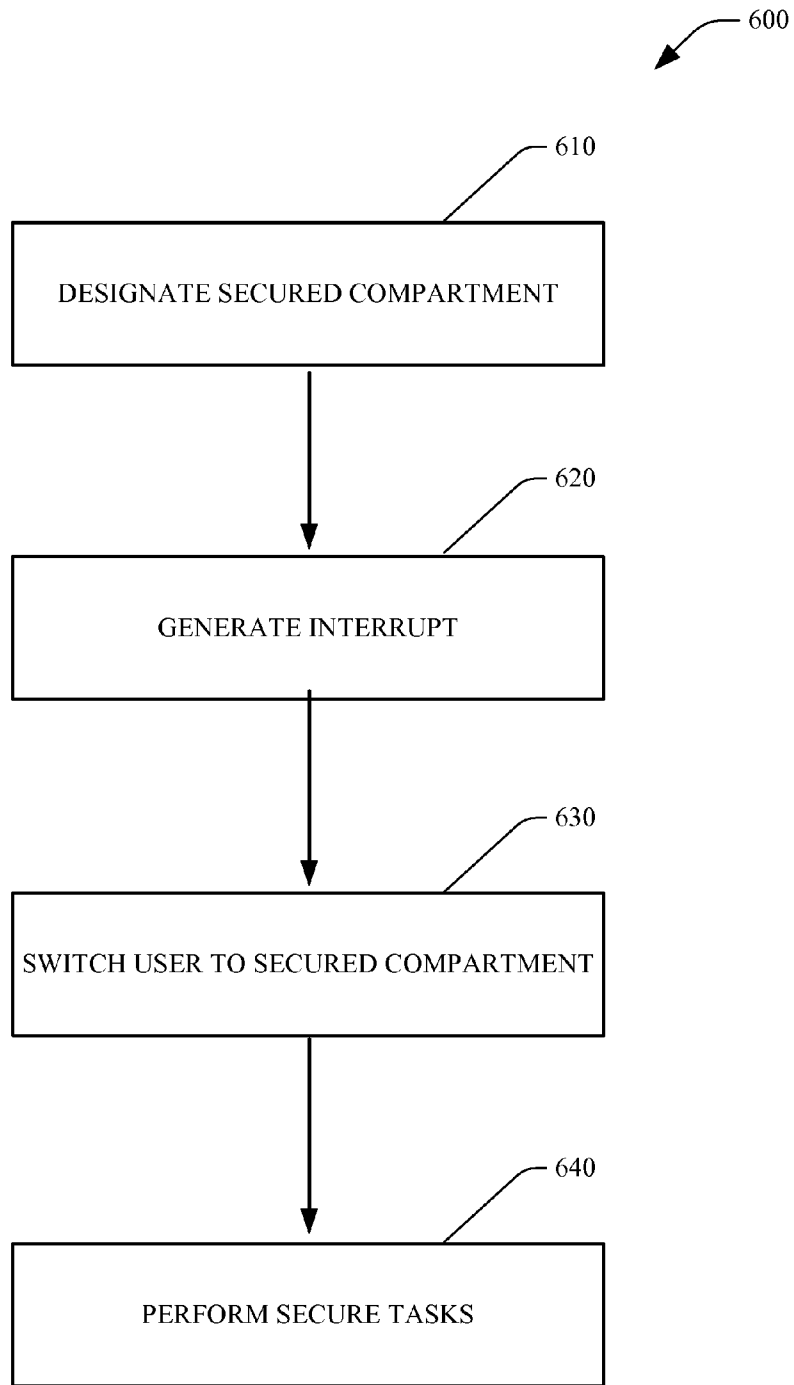 600
610
DESIGNATE SECURED COMPARTMENT
620
GENERATE INTERRUPT
630
SWITCH USER TO SECURED COMPARTMENT
640
PERFORM SECURE TASKS